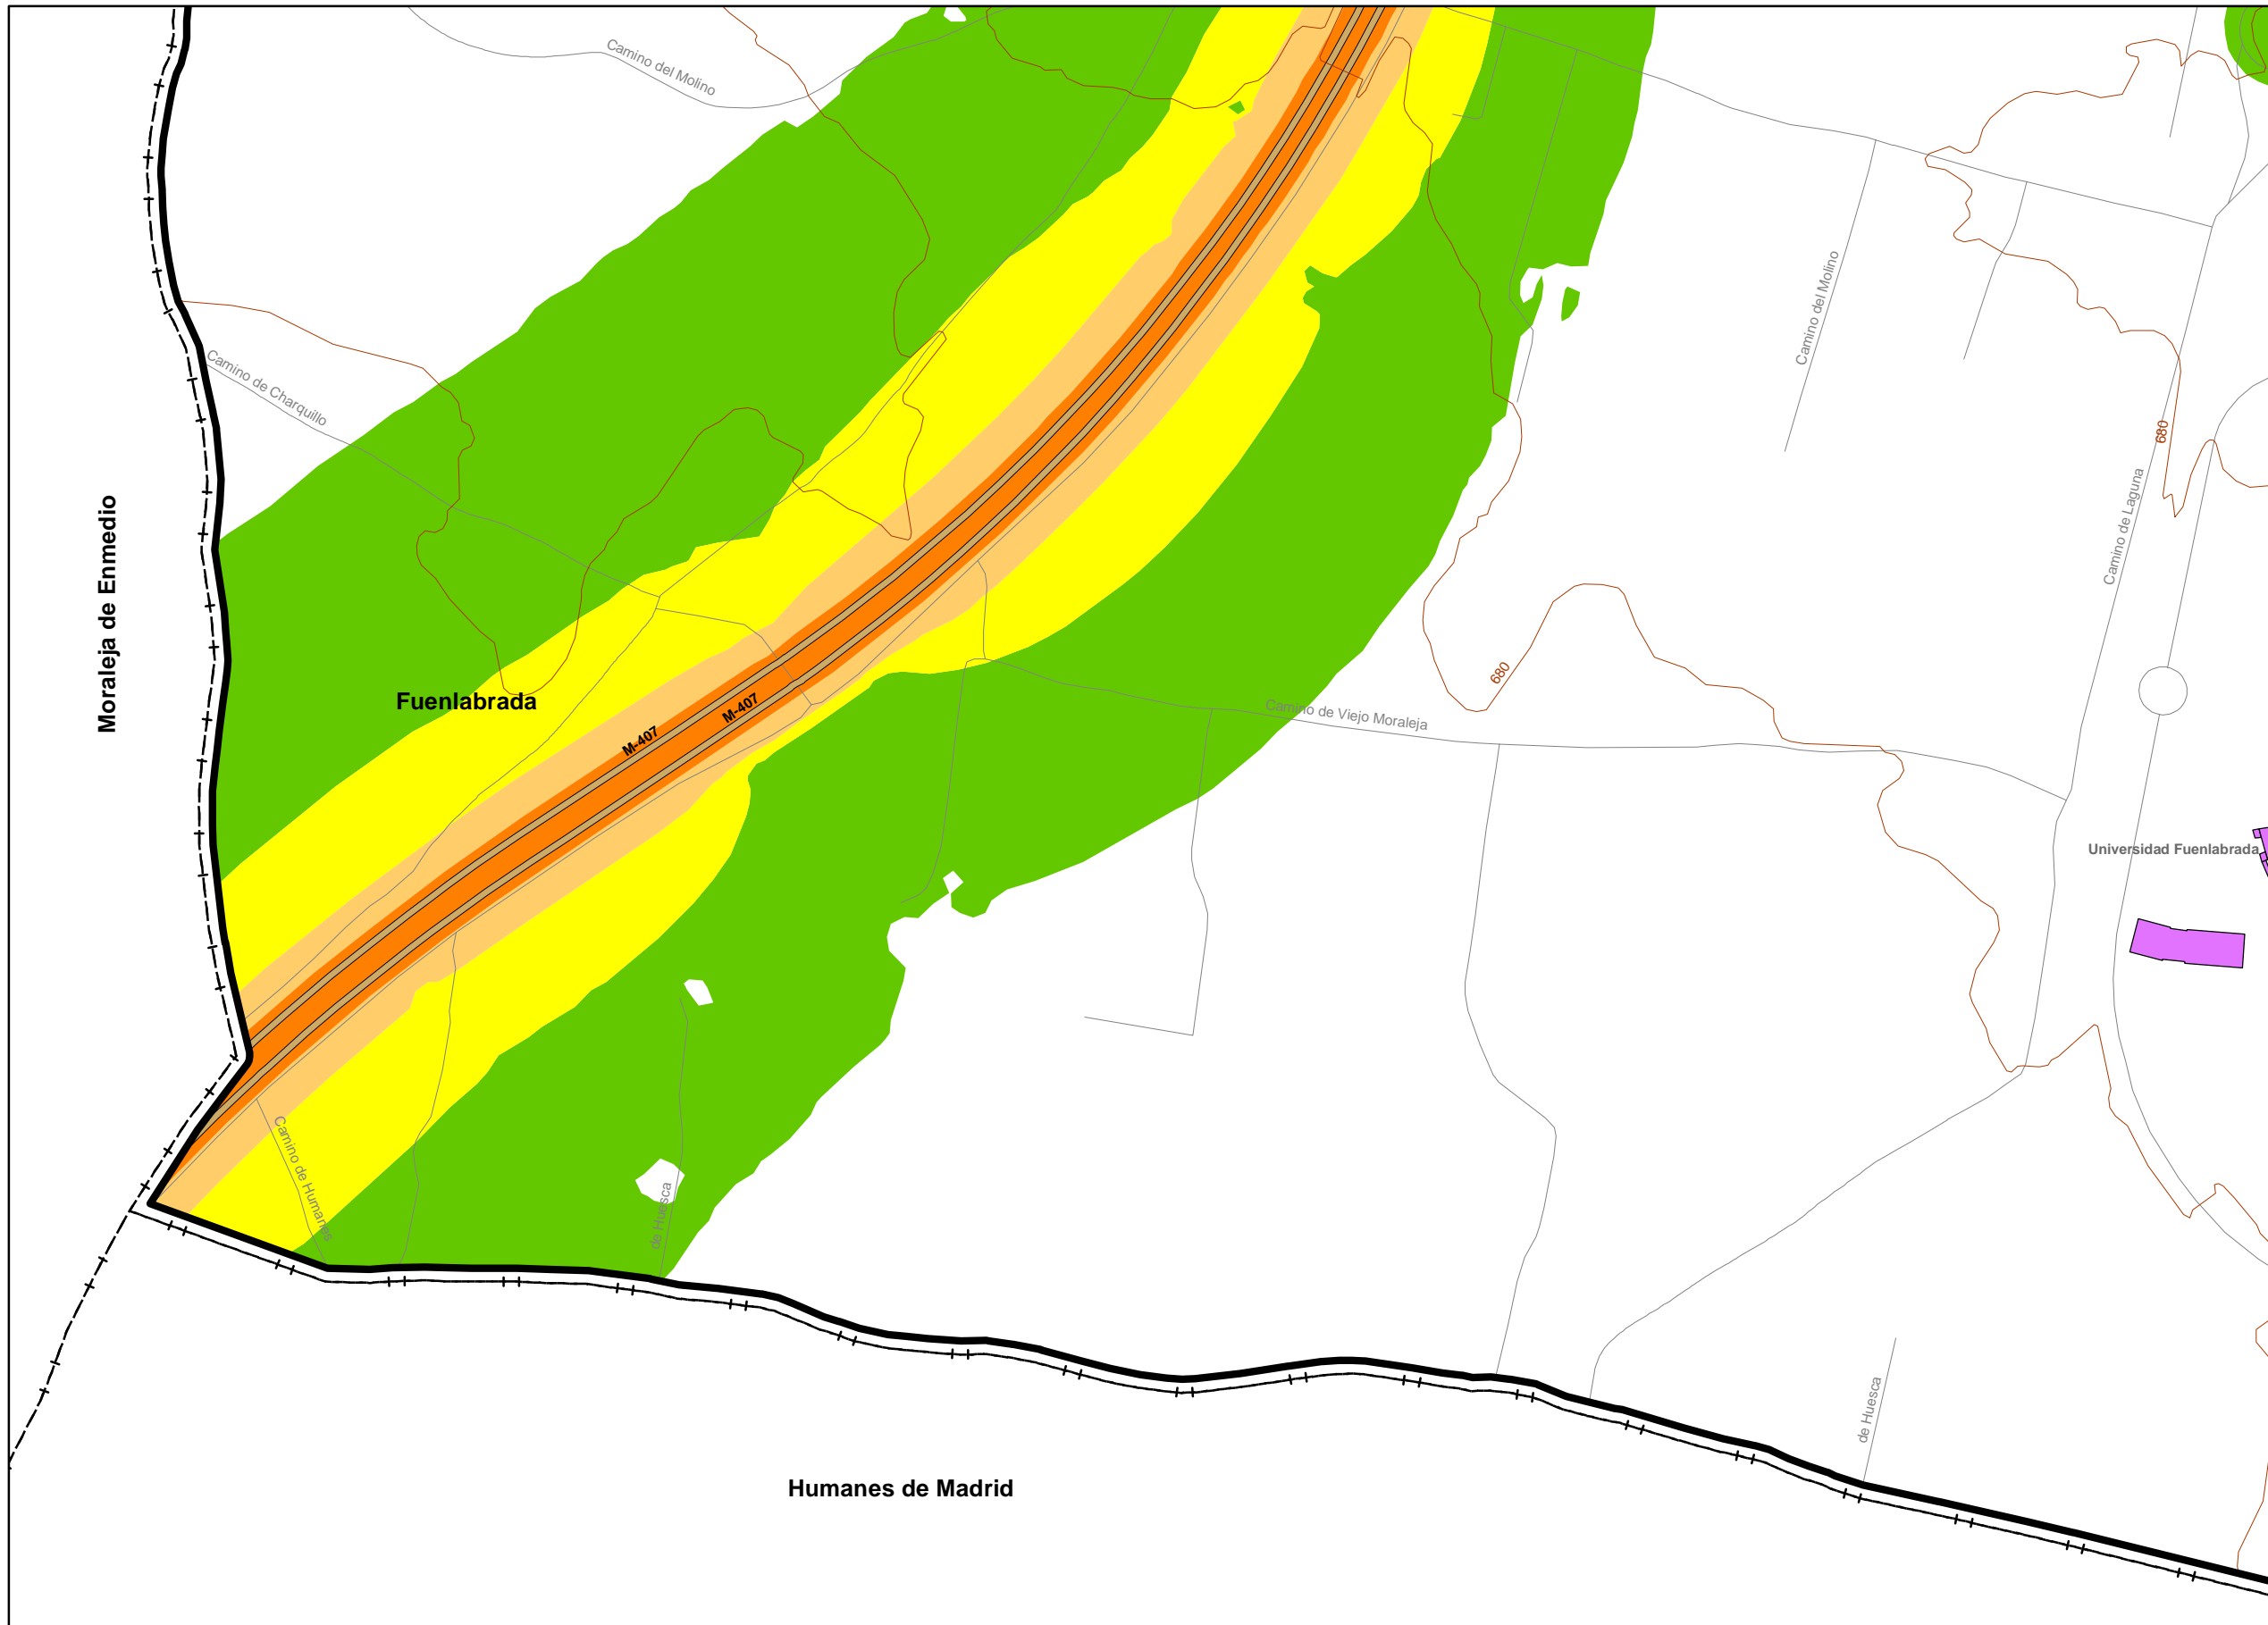 Camino del Molino
Camino del Molino
Camino de Charquillo
680
Camino de Laguna
Moraleja de Enmedio
Fuenlabrada
680
M-407
M-407
Camino de Viejo Moraleja
Universidad Fuenlabrada
Camino de Humanes
de Huesca
de Huesca
Humanes de Madrid